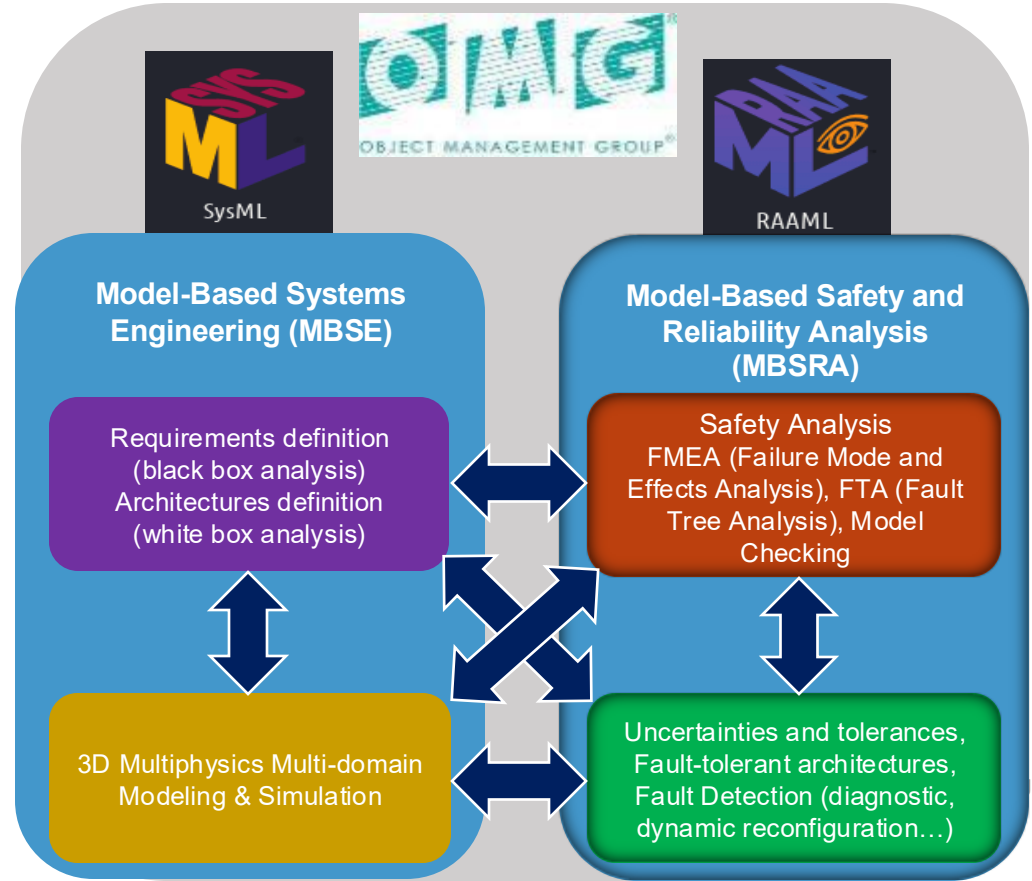 OMG
OBJECT MANAGEMENT GROUP®
SYS
ML
SysML
RAA
ML
RAAML
Model-Based Systems
Engineering (MBSE)
Requirements definition
(black box analysis)
Architectures definition
(white box analysis)
3D Multiphysics Multi-domain
Modeling & Simulation
Model-Based Safety and
Reliability Analysis
(MBSRA)
Safety Analysis
FMEA (Failure Mode and
Effects Analysis), FTA (Fault
Tree Analysis), Model
Checking
Uncertainties and tolerances,
Fault-tolerant architectures,
Fault Detection (diagnostic,
dynamic reconfiguration…)